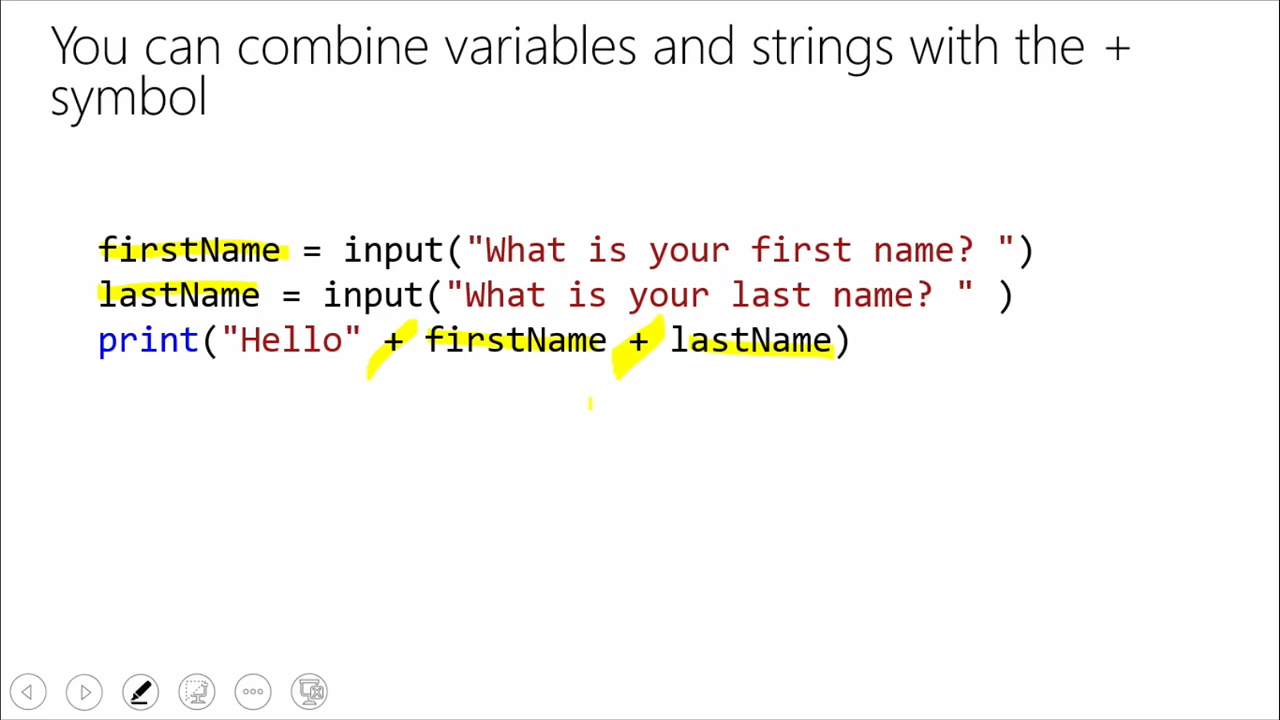 You can combine variables and strings with the +
symbol
firstName = input("What is your first name? ")
lastName = input("What is your last name? " )
print("Hello" + firstName + lastName)